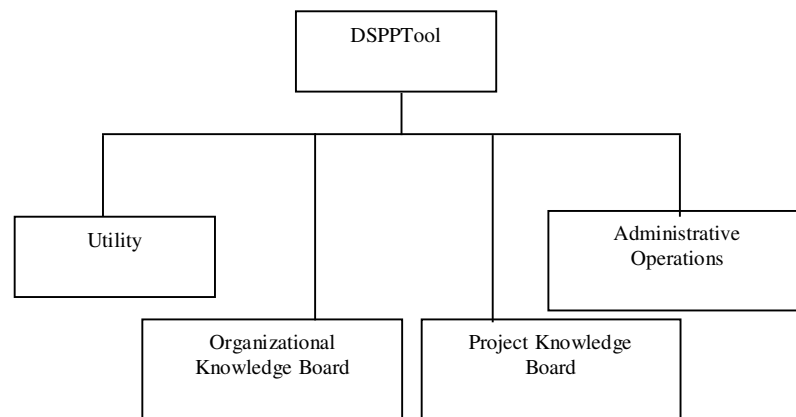 DSPPTool
Utility
Administrative
Operations
Organizational
Knowledge Board
Project Knowledge
Board